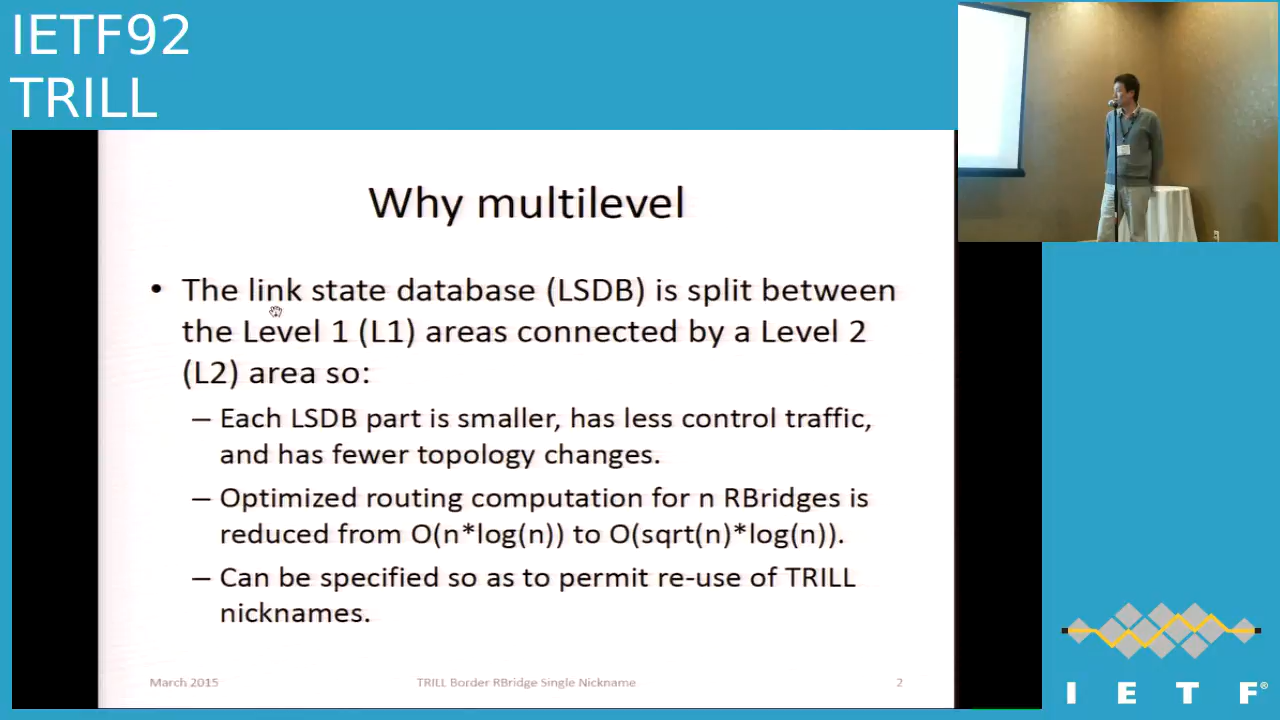 IETF92
TRILL
Why multilevel
• The link state database (LSDB) is split between
the Level 1 (L1) areas connected by a Level 2
(L2) area so:
– Each LSDB part is smaller, has less control traffic,
and has fewer topology changes.
– Optimized routing computation for n RBridges is
reduced from O(n*log(n)) to O(sqrt(n)*log(n)).
– Can be specified so as to permit re-use of TRILL
nicknames.
March 2015 TRILL Border RBridge Single Nickname 2
I E T F®